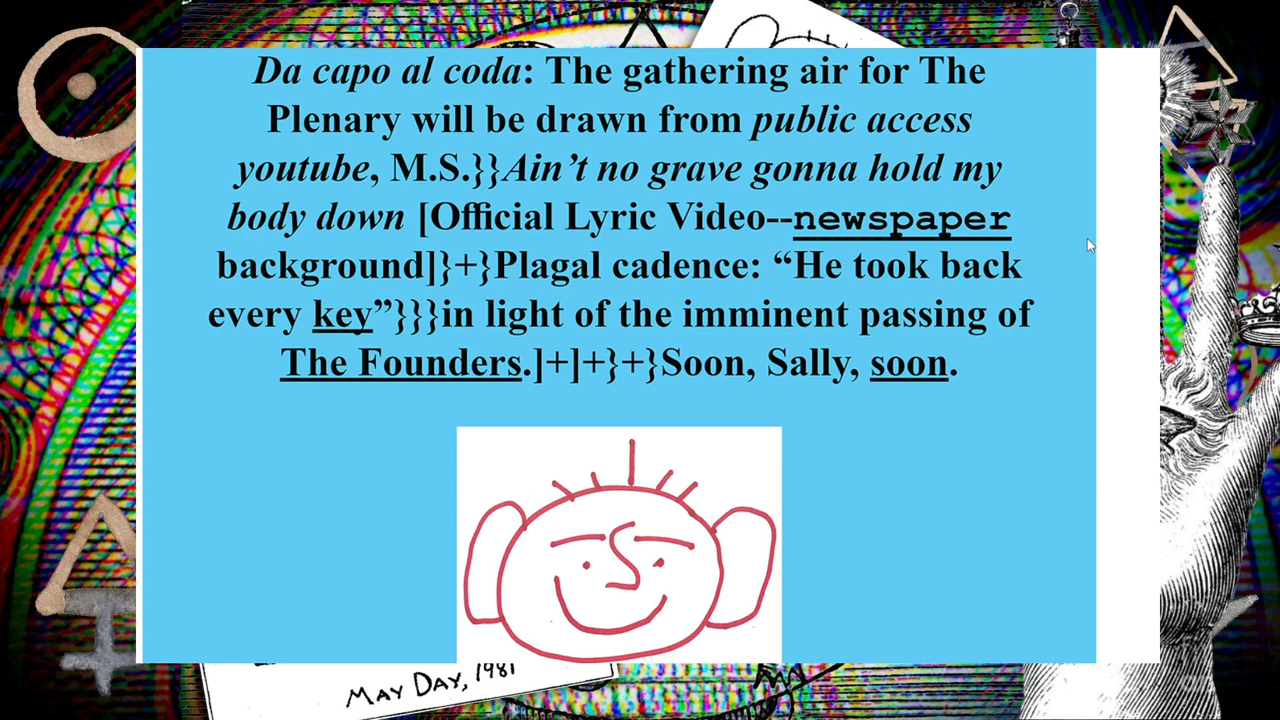 Da capo al coda: The gathering air for The
Plenary will be drawn from public access
youtube, M.S.}}Ain’t no grave gonna hold my
body down [Official Lyric Video--newspaper
background]}+}Plagal cadence: “He took back
every key”}}}in light of the imminent passing of
The Founders.]+]+}+}Soon, Sally, soon.
MAY DAY, 1981